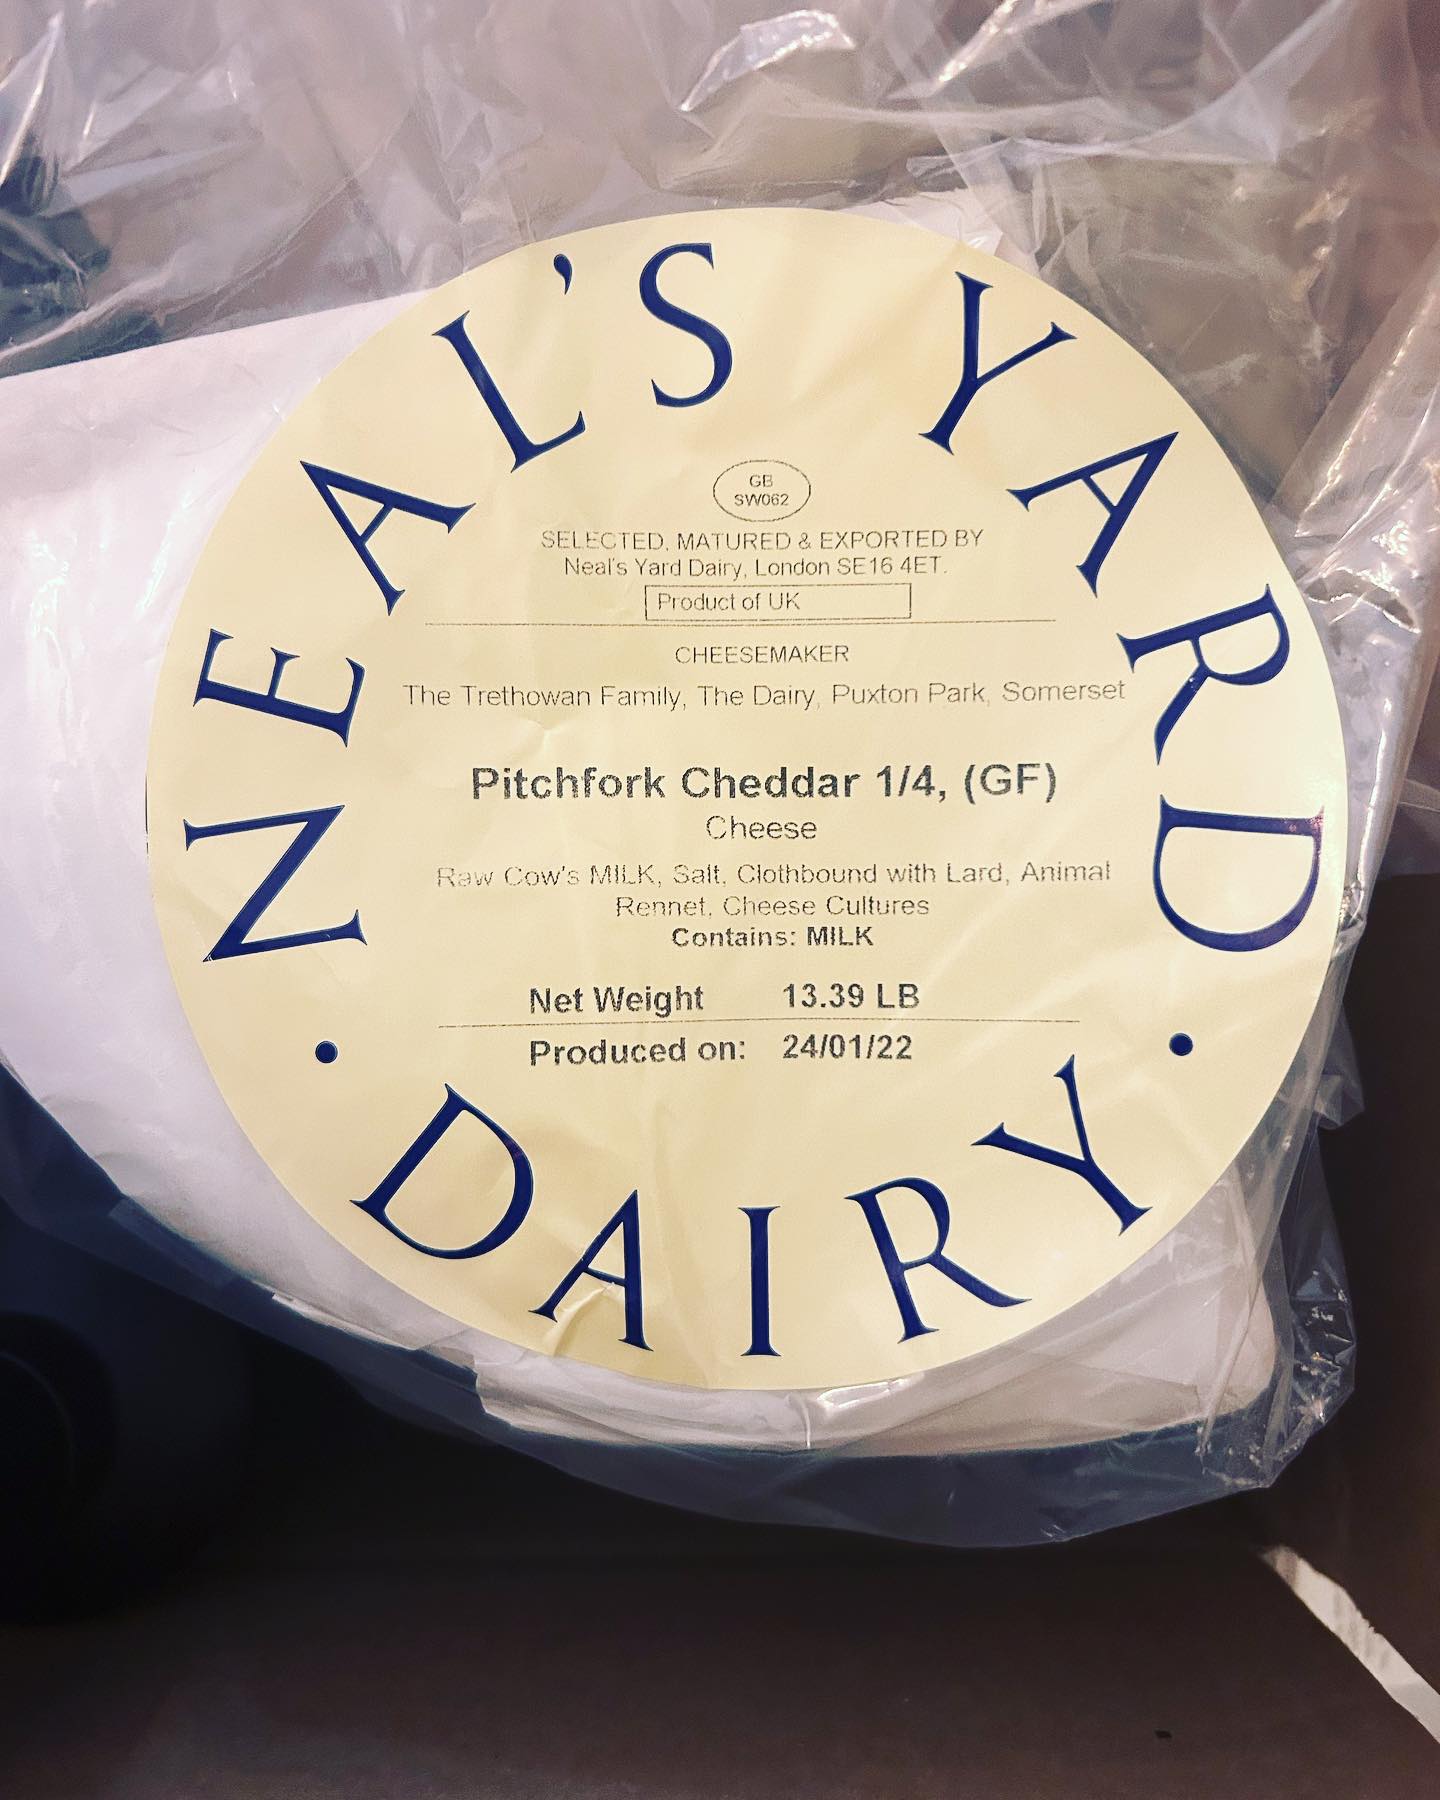 NEAL'S YARD
GB
SW062
SELECTED, MATURED & EXPORTED BY
Neal's Yard Dairy, London SE16 4ET.
Product of UK
CHEESEMAKER
The Trethowan Family, The Dairy, Puxton Park, Somerset
Pitchfork Cheddar 1/4, (GF)
Cheese
Raw Cow's MILK, Salt, Clothbound with Lard, Animal
Rennet, Cheese Cultures
Contains: MILK
Net Weight 13.39 LB
Produced on: 24/01/22
• DAIRY •